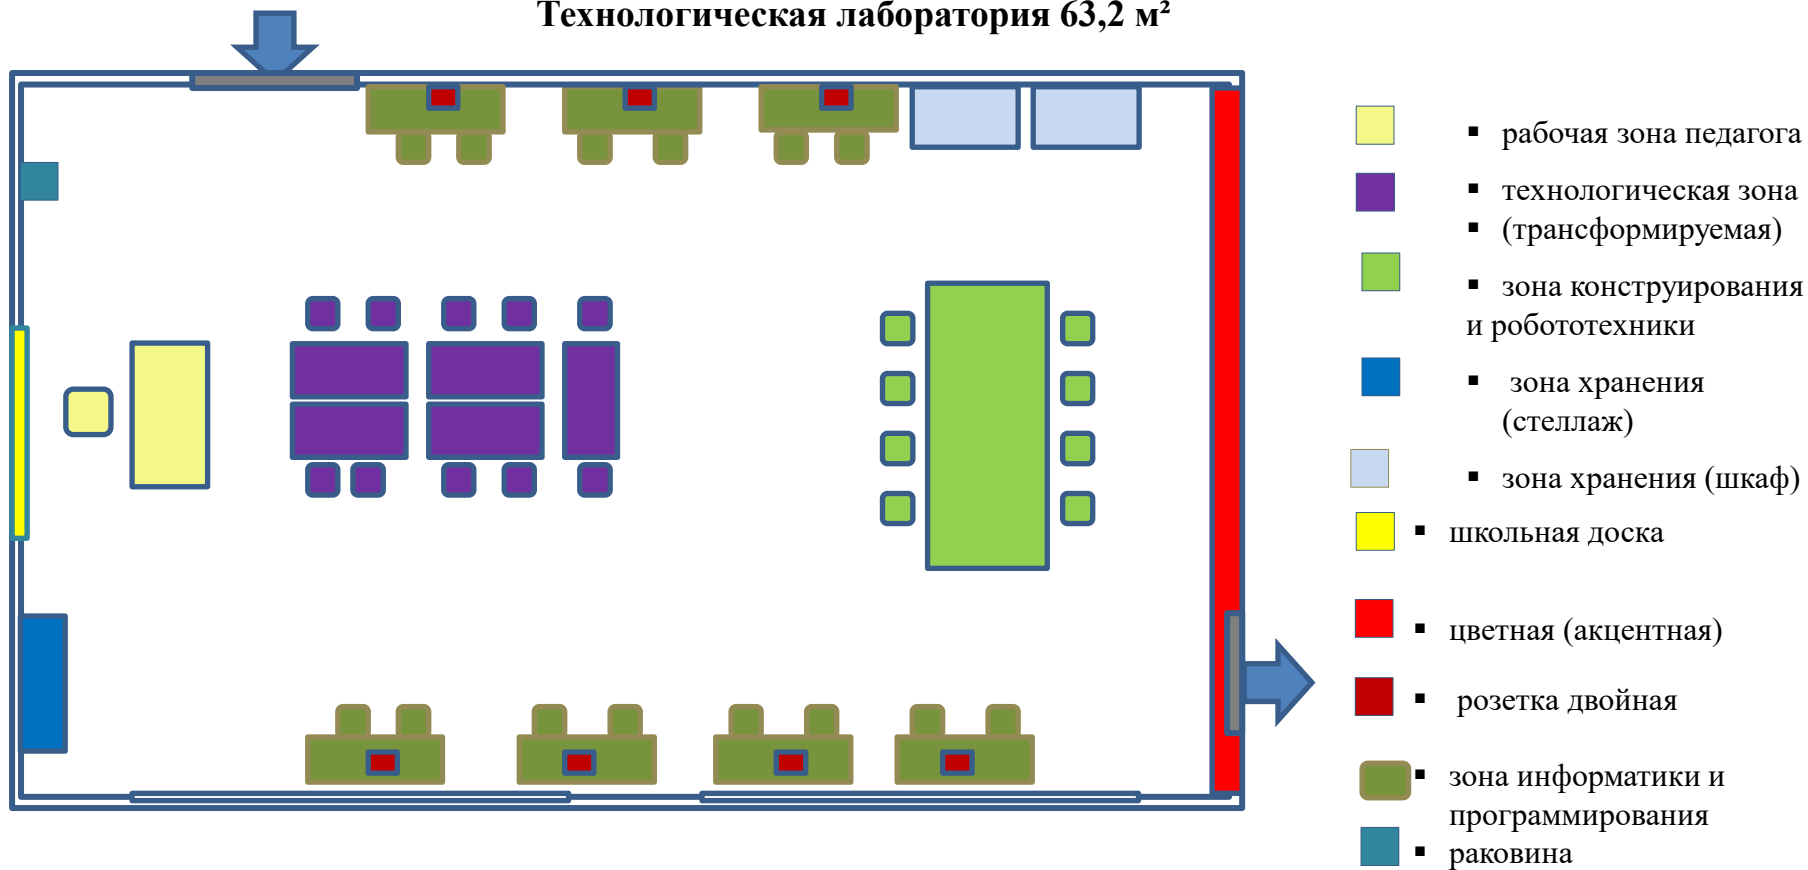 Технологическая лаборатория 63,2 м²
▪ рабочая зона педагога
▪ технологическая зона
▪ (трансформируемая)
▪ зона конструирования
и робототехники
▪ зона хранения
(стеллаж)
▪ зона хранения (шкаф)
▪ школьная доска
▪ цветная (акцентная)
▪ розетка двойная
▪ зона информатики и
программирования
▪ раковина